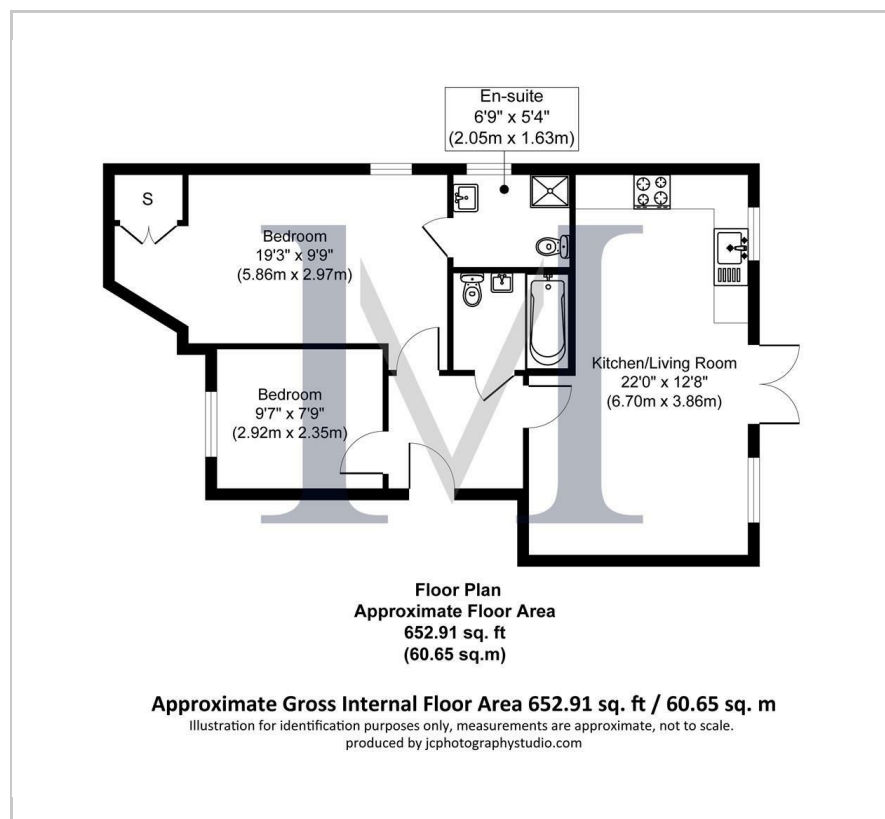 En-suite
6'9" x 5'4"
(2.05m x 1.63m)
S
Bedroom
19'3" x 9'9"
(5.86m x 2.97m)
Kitchen/Living Room
22'0" x 12'8"
(6.70m x 3.86m)
Bedroom
9'7" x 7'9"
(2.92m x 2.35m)
M
Floor Plan
Approximate Floor Area
652.91 sq. ft
(60.65 sq.m)
Approximate Gross Internal Floor Area 652.91 sq. ft / 60.65 sq. m
Illustration for identification purposes only, measurements are approximate, not to scale.
produced by jcphotographystudio.com